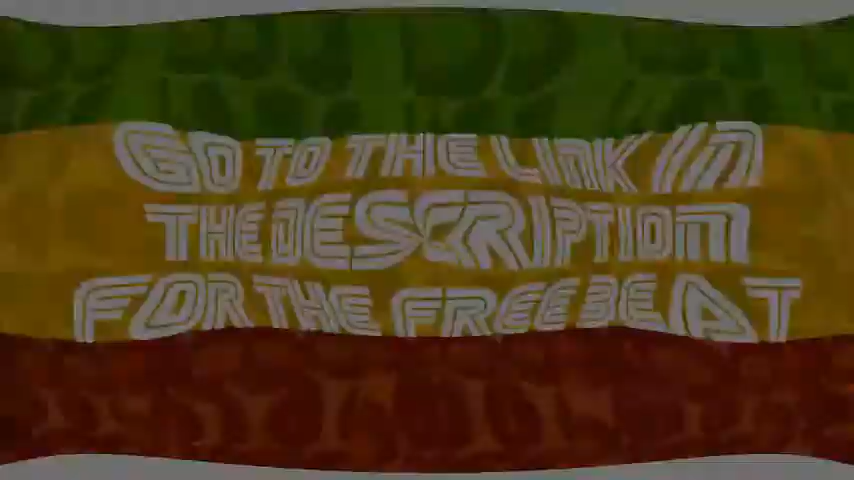 GO TO THE LINK IN
THE DESCRIPTION
FOR THE FREE BEAT